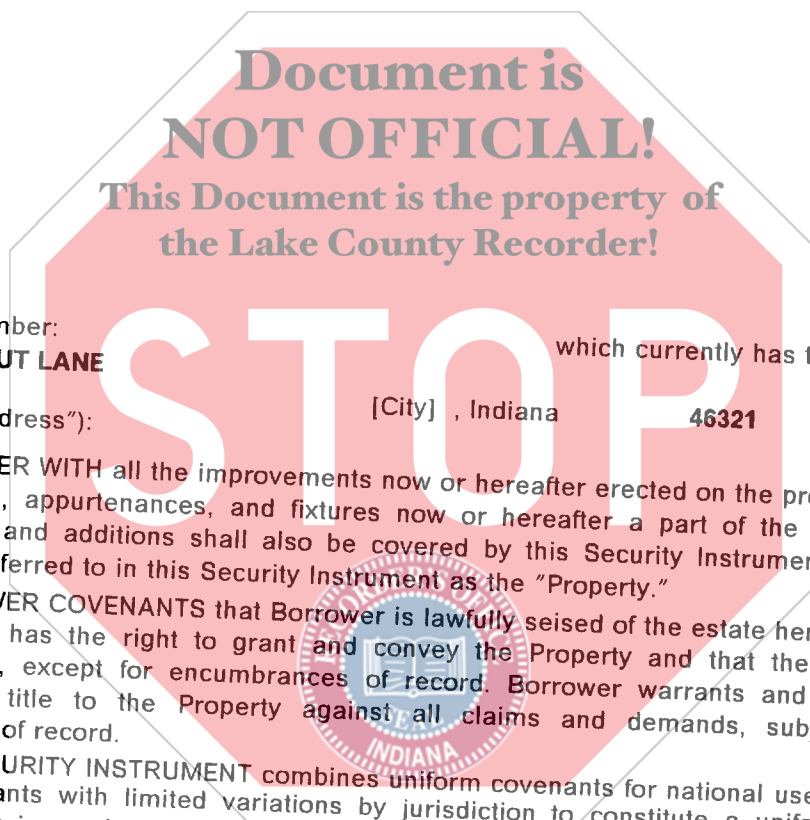 Document is
NOT OFFICIAL!
This Document is the property of
the Lake County Recorder!
STOP
nber:
which currently has t
UT LANE
[City] , Indiana 46321
dress"):
ER WITH all the improvements now or hereafter erected on the pr
, appurtenances, and fixtures now or hereafter a part of the
and additions shall also be covered by this Security Instrumen
ferred to in this Security Instrument as the "Property."
VER COVENANTS that Borrower is lawfully seised of the estate her
has the right to grant and convey the Property and that the
, except for encumbrances of record. Borrower warrants and
title to the Property against all claims and demands, sub
of record.
URITY INSTRUMENT combines uniform covenants for national use
ants with limited variations by jurisdiction to constitute a unif
SEAL
INDIANA